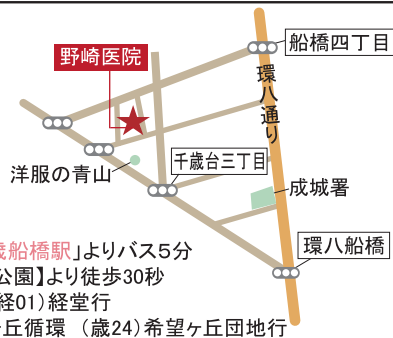 船橋四丁目
野崎医院
環八通り
千歳台三丁目
洋服の青山
成城署
環八船橋
歳船橋駅」よりバス5分
公園】より徒歩30秒
経01）経堂行
丘循環 （歳24）希望ヶ丘団地行